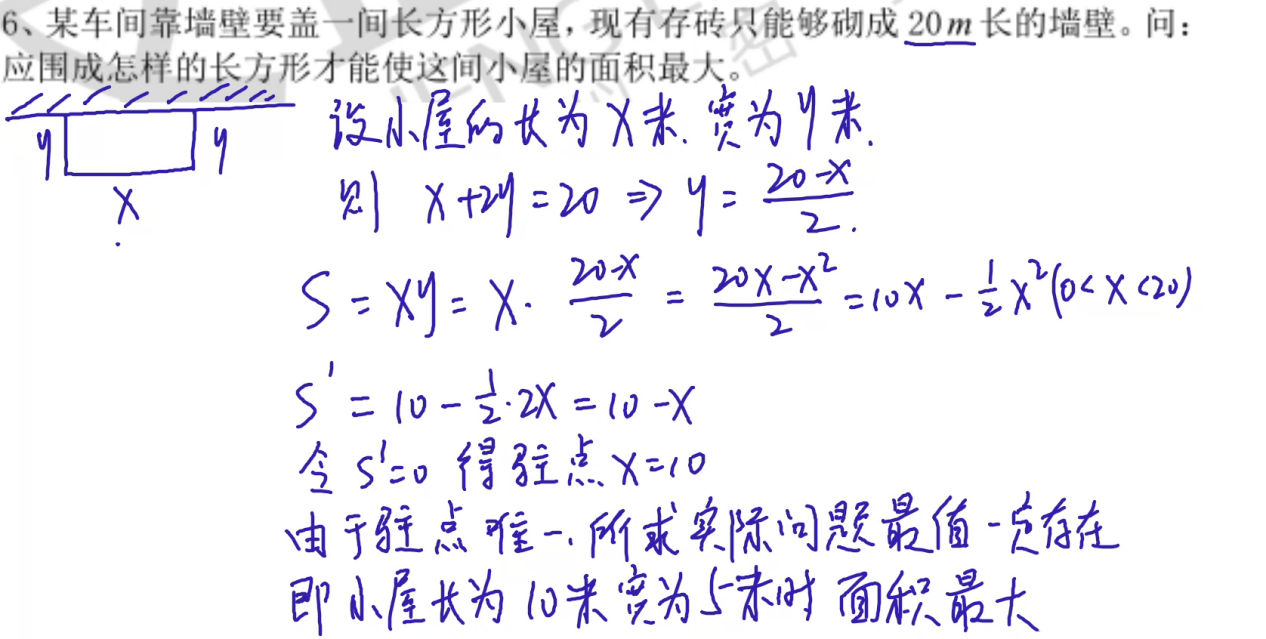 6、某车间靠墙壁要盖一间长方形小屋，现有存砖只能够砌成 20 m 长的墙壁。问：
应围成怎样的长方形才能使这间小屋的面积最大。
设小屋的长为 x 米. 宽为 y 米.
y y
x
则 x+2y=20 ⇒ y = (20-x)/2.
S = xy = x· (20-x)/2 = (20x-x²)/2 = 10x - 1/2 x² (0<x<20)
S' = 10 - 1/2·2x = 10 -x
令 S'=0 得驻点 x=10
由于驻点唯一,所求实际问题最值一定存在
即小屋长为10米宽为5米时 面积最大